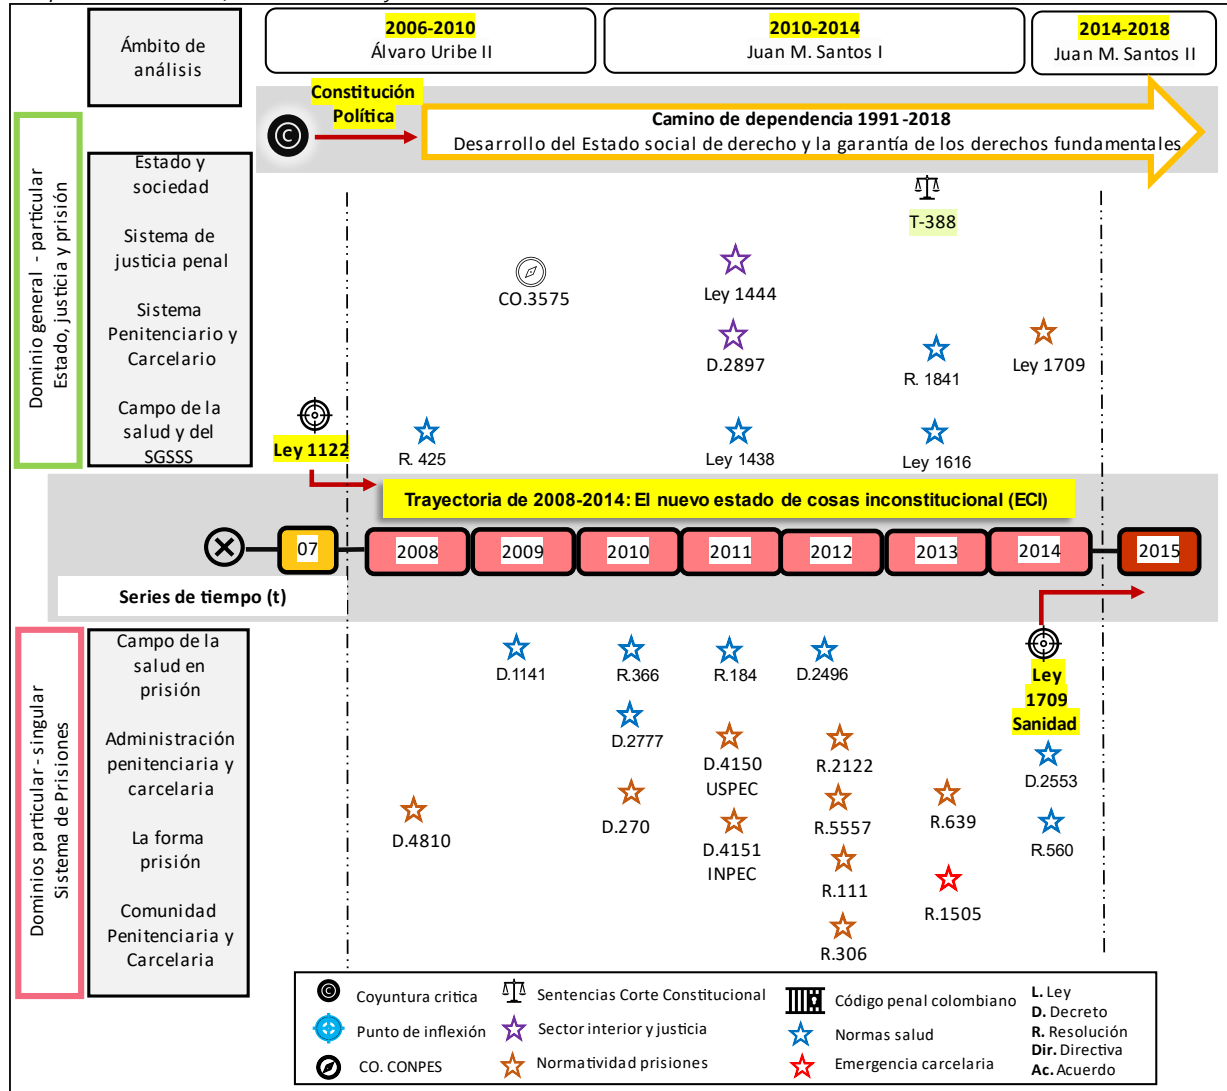 Ámbito de
análisis
2006-2010
Álvaro Uribe II
2010-2014
Juan M. Santos I
2014-2018
Juan M. Santos II
Constitución
Política
Camino de dependencia 1991-2018
Desarrollo del Estado social de derecho y la garantía de los derechos fundamentales
Dominio general - particular
Estado, justicia y prisión
Estado y
sociedad
Sistema de
justicia penal
Sistema
Penitenciario y
Carcelario
Campo de la
salud y del
SGSSS
T-388
CO.3575
Ley 1444
D.2897
R. 1841
Ley 1709
Ley 1122
R. 425
Ley 1438
Ley 1616
Trayectoria de 2008-2014: El nuevo estado de cosas inconstitucional (ECI)
07
2008
2009
2010
2011
2012
2013
2014
2015
Series de tiempo (t)
Dominios particular - singular
Sistema de Prisiones
Campo de la
salud en
prisión
Administración
penitenciaria y
carcelaria
La forma
prisión
Comunidad
Penitenciaria y
Carcelaria
D.1141
R.366
R.184
D.2496
Ley
1709
Sanidad
D.2777
D.4150
USPEC
R.2122
D.2553
D.4810
D.270
D.4151
INPEC
R.5557
R.639
R.560
R.111
R.1505
R.306
C
Coyuntura critica
Punto de inflexión
CO. CONPES
Sentencias Corte Constitucional
Sector interior y justicia
Normatividad prisiones
Código penal colombiano
Normas salud
Emergencia carcelaria
L. Ley
D. Decreto
R. Resolución
Dir. Directiva
Ac. Acuerdo